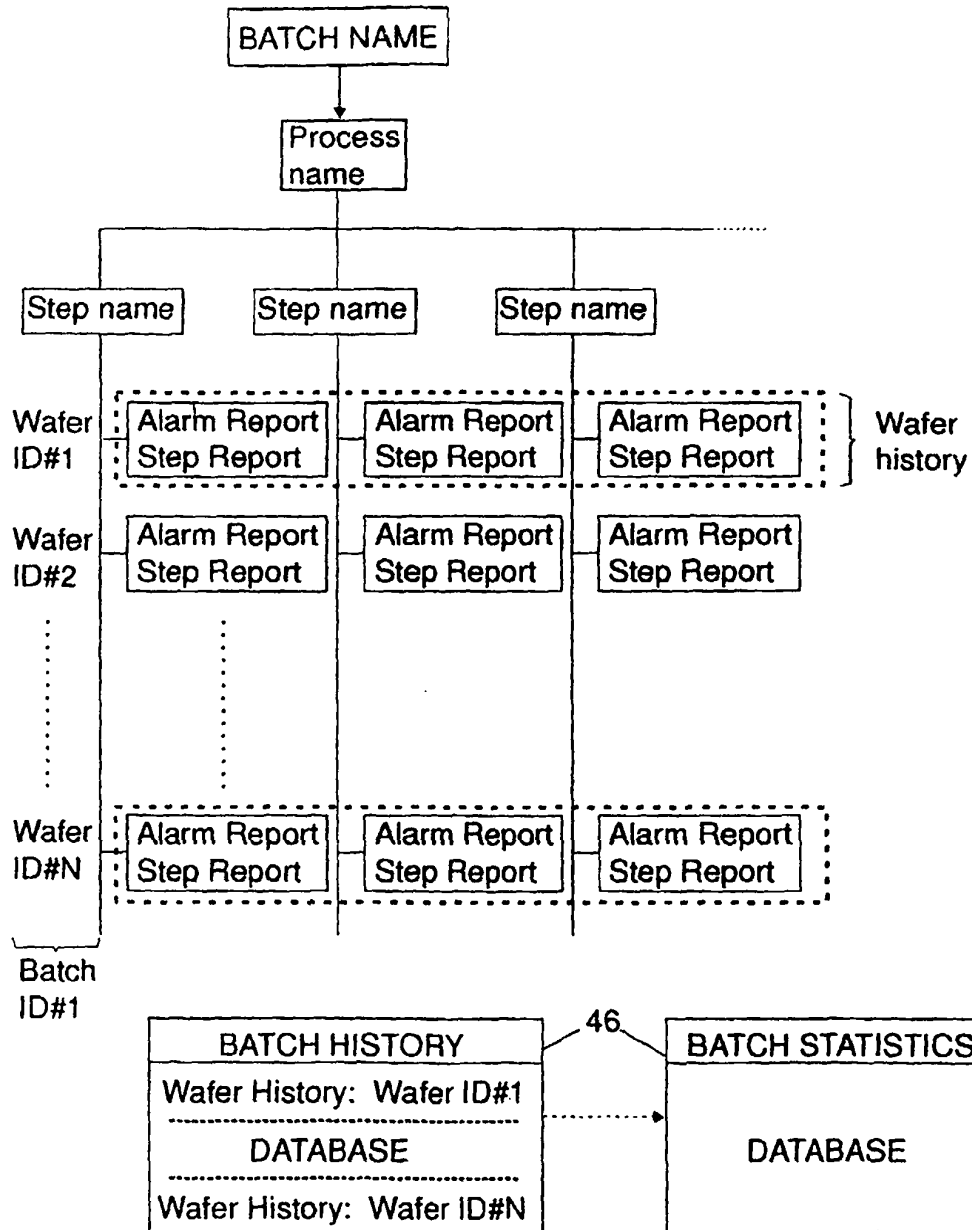 BATCH NAME
Process
name
Step name
Step name
Step name
Wafer
ID#1
Alarm Report
Step Report
Alarm Report
Step Report
Alarm Report
Step Report
Wafer
history
Wafer
ID#2
Alarm Report
Step Report
Alarm Report
Step Report
Alarm Report
Step Report
Wafer
ID#N
Alarm Report
Step Report
Alarm Report
Step Report
Alarm Report
Step Report
Batch
ID#1
46
BATCH HISTORY
Wafer History: Wafer ID#1
DATABASE
Wafer History: Wafer ID#N
BATCH STATISTICS
DATABASE